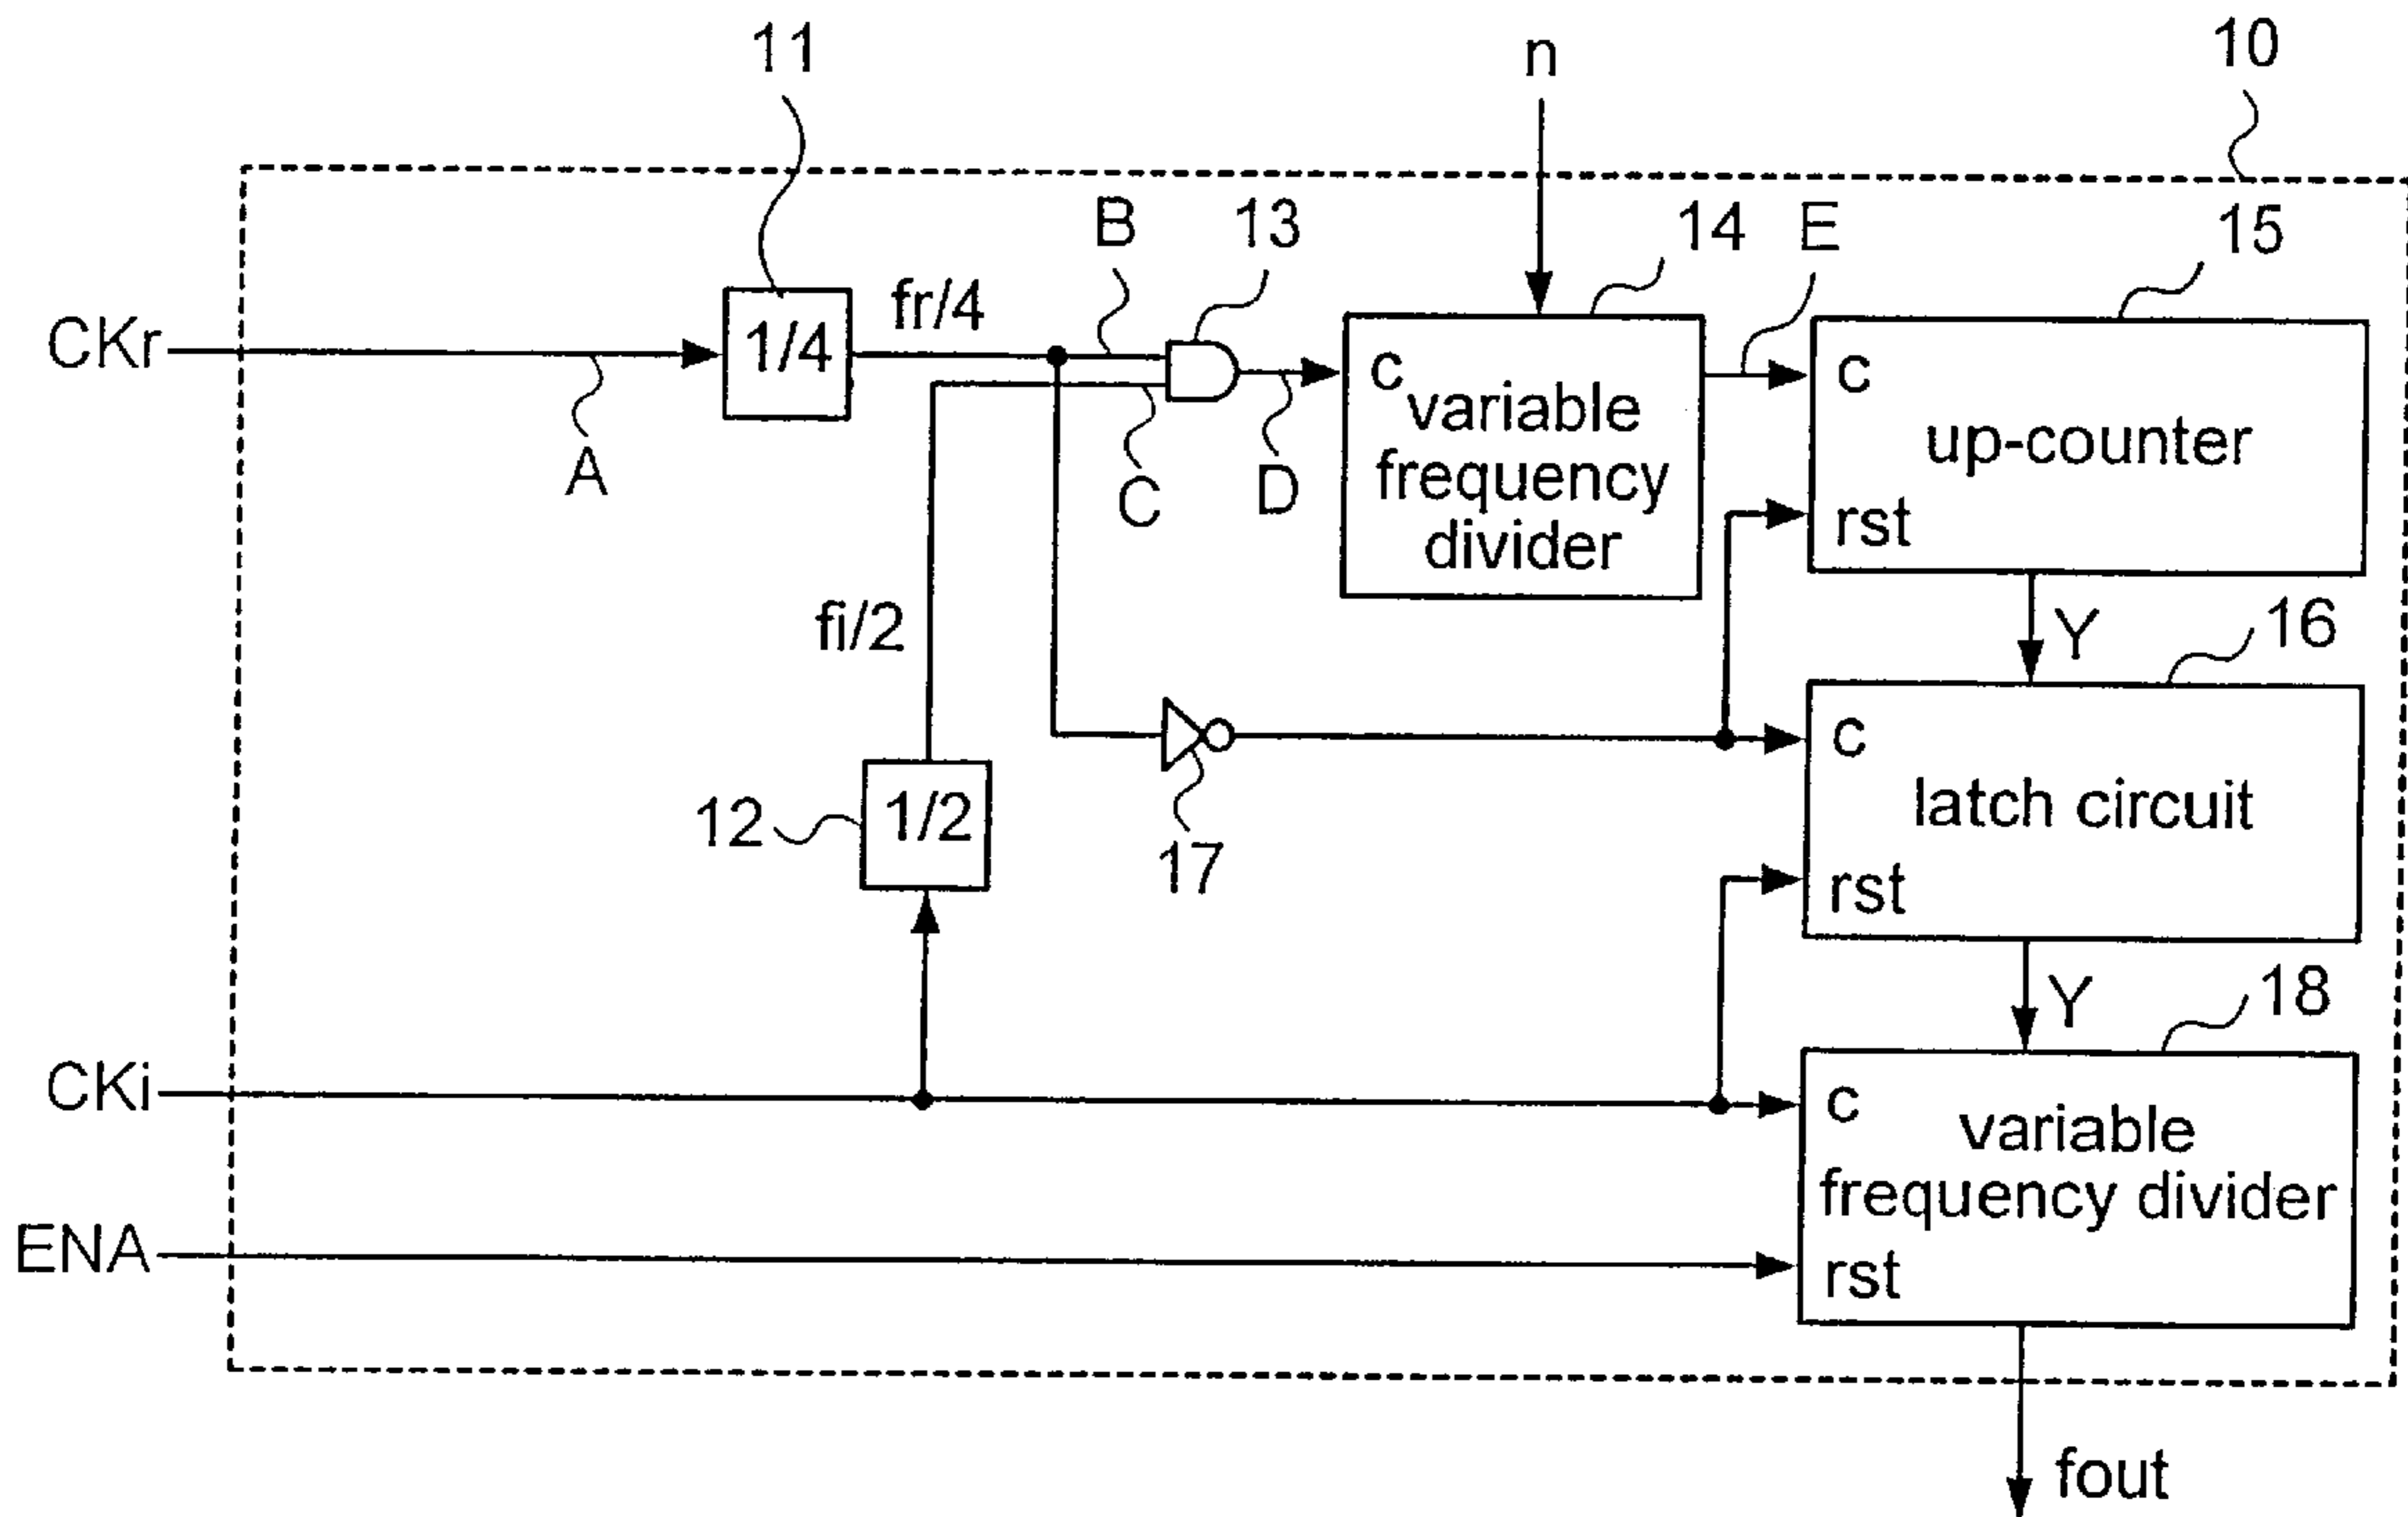 11
n
10
B
13
14
E
15
fr/4
CKr
1/4
c
variable
frequency
divider
c
up-counter
rst
A
C
D
fi/2
Y
16
12
1/2
17
c
latch circuit
rst
Y
18
CKi
c
variable
frequency divider
rst
ENA
fout